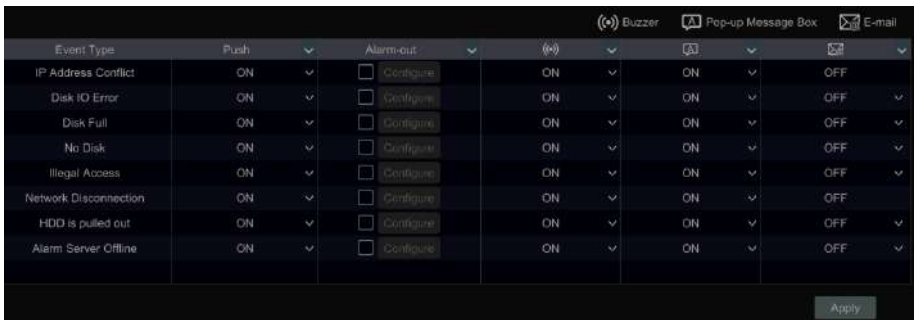 Buzzer Pop-up Message Box E-mail
Event Type Push Alarm-out
IP Address Conflict ON Configure ON ON OFF
Disk IO Error ON Configure ON ON OFF
Disk Full ON Configure ON ON OFF
No Disk ON Configure ON ON OFF
Illegal Access ON Configure ON ON OFF
Network Disconnection ON Configure ON ON OFF
HDD is pulled out ON Configure ON ON OFF
Alarm Server Offline ON Configure ON ON OFF
Apply